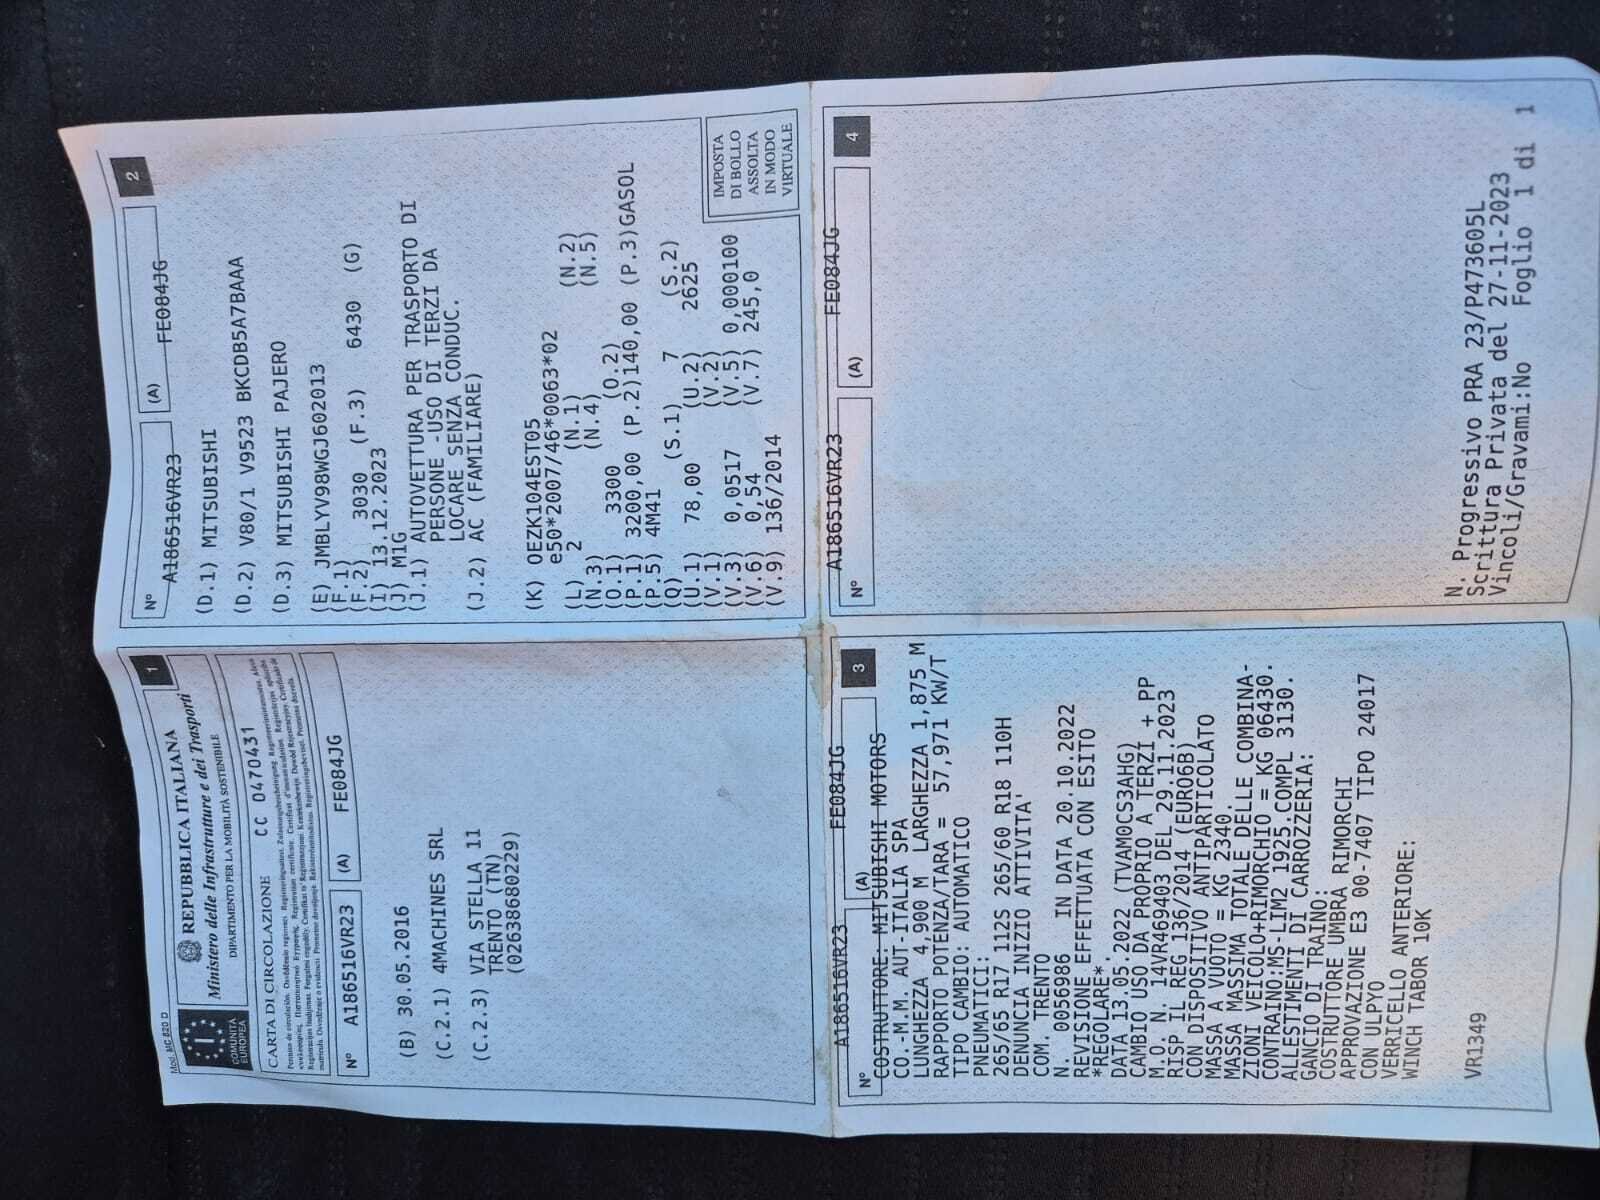 Mod. MC 820 D
REPUBBLICA ITALIANA
Ministero delle Infrastrutture e dei Trasporti
DIPARTIMENTO PER LA MOBILITÀ SOSTENIBILE
I
COMUNITÀ
EUROPEA
CARTA DI CIRCOLAZIONE CC 0470431
Nº A186516VR23 (A) FE084JG
1
(B) 30.05.2016
(C.2.1) 4MACHINES SRL
(C.2.3) VIA STELLA 11
TRENTO (TN)
(02638680229)
2
Nº A186516VR23 (A) FE084JG
(D.1) MITSUBISHI
(D.2) V80/1 V9523 BKCDB5A7BAAA
(D.3) MITSUBISHI PAJERO
(E) JMBLYV98WGJ602013
(F.1)
(F.2) 3030 (F.3) 6430 (G)
(I) 13.12.2023
(J) M1G
(J.1) AUTOVETTURA PER TRASPORTO DI
PERSONE -USO DI TERZI DA
LOCARE SENZA CONDUC.
(J.2) AC (FAMILIARE)
(K) OEZK104EST05
e50*2007/46*0063*02
(L) 2 (N.1) (N.2)
(N.3) (N.4) (N.5)
(O.1) 3300 (O.2)
(P.1) 3200,00 (P.2)140,00 (P.3)GASOL
(P.5) 4M41
(Q) (S.1) 7 (S.2)
(U.1) 78,00 (U.2) 2625
(V.1) (V.2)
(V.3) 0,0517 (V.5) 0,000100
(V.6) 0,54 (V.7) 245,0
(V.9) 136/2014
IMPOSTA
DI BOLLO
ASSOLTA
IN MODO
VIRTUALE
3
Nº A186516VR23 (A) FE084JG
COSTRUTTORE: MITSUBISHI MOTORS
CO.-M.M. AUT-ITALIA SPA
LUNGHEZZA 4,900 M LARGHEZZA 1,875 M
RAPPORTO POTENZA/TARA = 57,971 KW/T
TIPO CAMBIO: AUTOMATICO
PNEUMATICI:
265/65 R17 112S 265/60 R18 110H
DENUNCIA INIZIO ATTIVITA'
COM. TRENTO
N. 0056986 IN DATA 20.10.2022
REVISIONE EFFETTUATA CON ESITO
*REGOLARE*
DATA 13.05.2022 (TVAM0CS3AHG)
CAMBIO USO DA PROPRIO A TERZI + PP
M.O. N. 14VR469403 DEL 29.11.2023
RISP IL REG 136/2014 (EURO6B)
CON DISPOSITIVO ANTIPARTICOLATO
MASSA A VUOTO = KG 2340.
MASSA MASSIMA TOTALE DELLE COMBINA-
ZIONI VEICOLO+RIMORCHIO = KG 06430.
CONTRAINO:MS-LIM2 1925.COMPL 3130.
ALLESTIMENTI DI CARROZZERIA:
GANCIO DI TRAINO:
COSTRUTTORE UMBRA RIMORCHI
APPROVAZIONE E3 00-7407 TIPO 24017
CON ULPYO
VERRICELLO ANTERIORE:
WINCH TABOR 10K
VR1349
4
Nº A186516VR23 (A) FE084JG
N. Progressivo PRA 23/P473605L
Scrittura Privata del 27-11-2023
Vincoli/Gravami:No Foglio 1 di 1